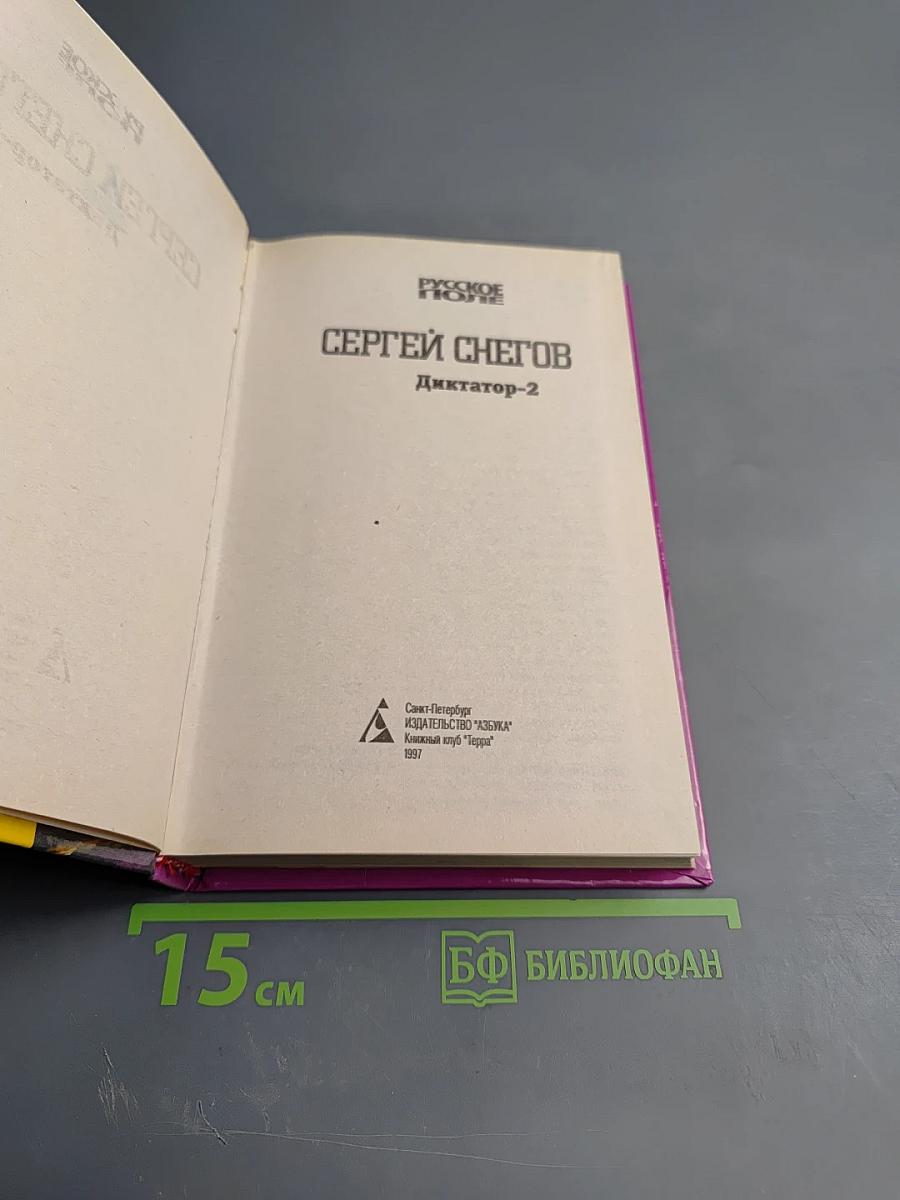 РУССКОЕ
ПОЛЕ
СЕРГЕЙ СНЕГОВ
Диктатор-2
Санкт-Петербург
ИЗДАТЕЛЬСТВО "АЗБУКА"
Книжный клуб "Терра"
1997
15 см
БФ БИБЛИОФАН